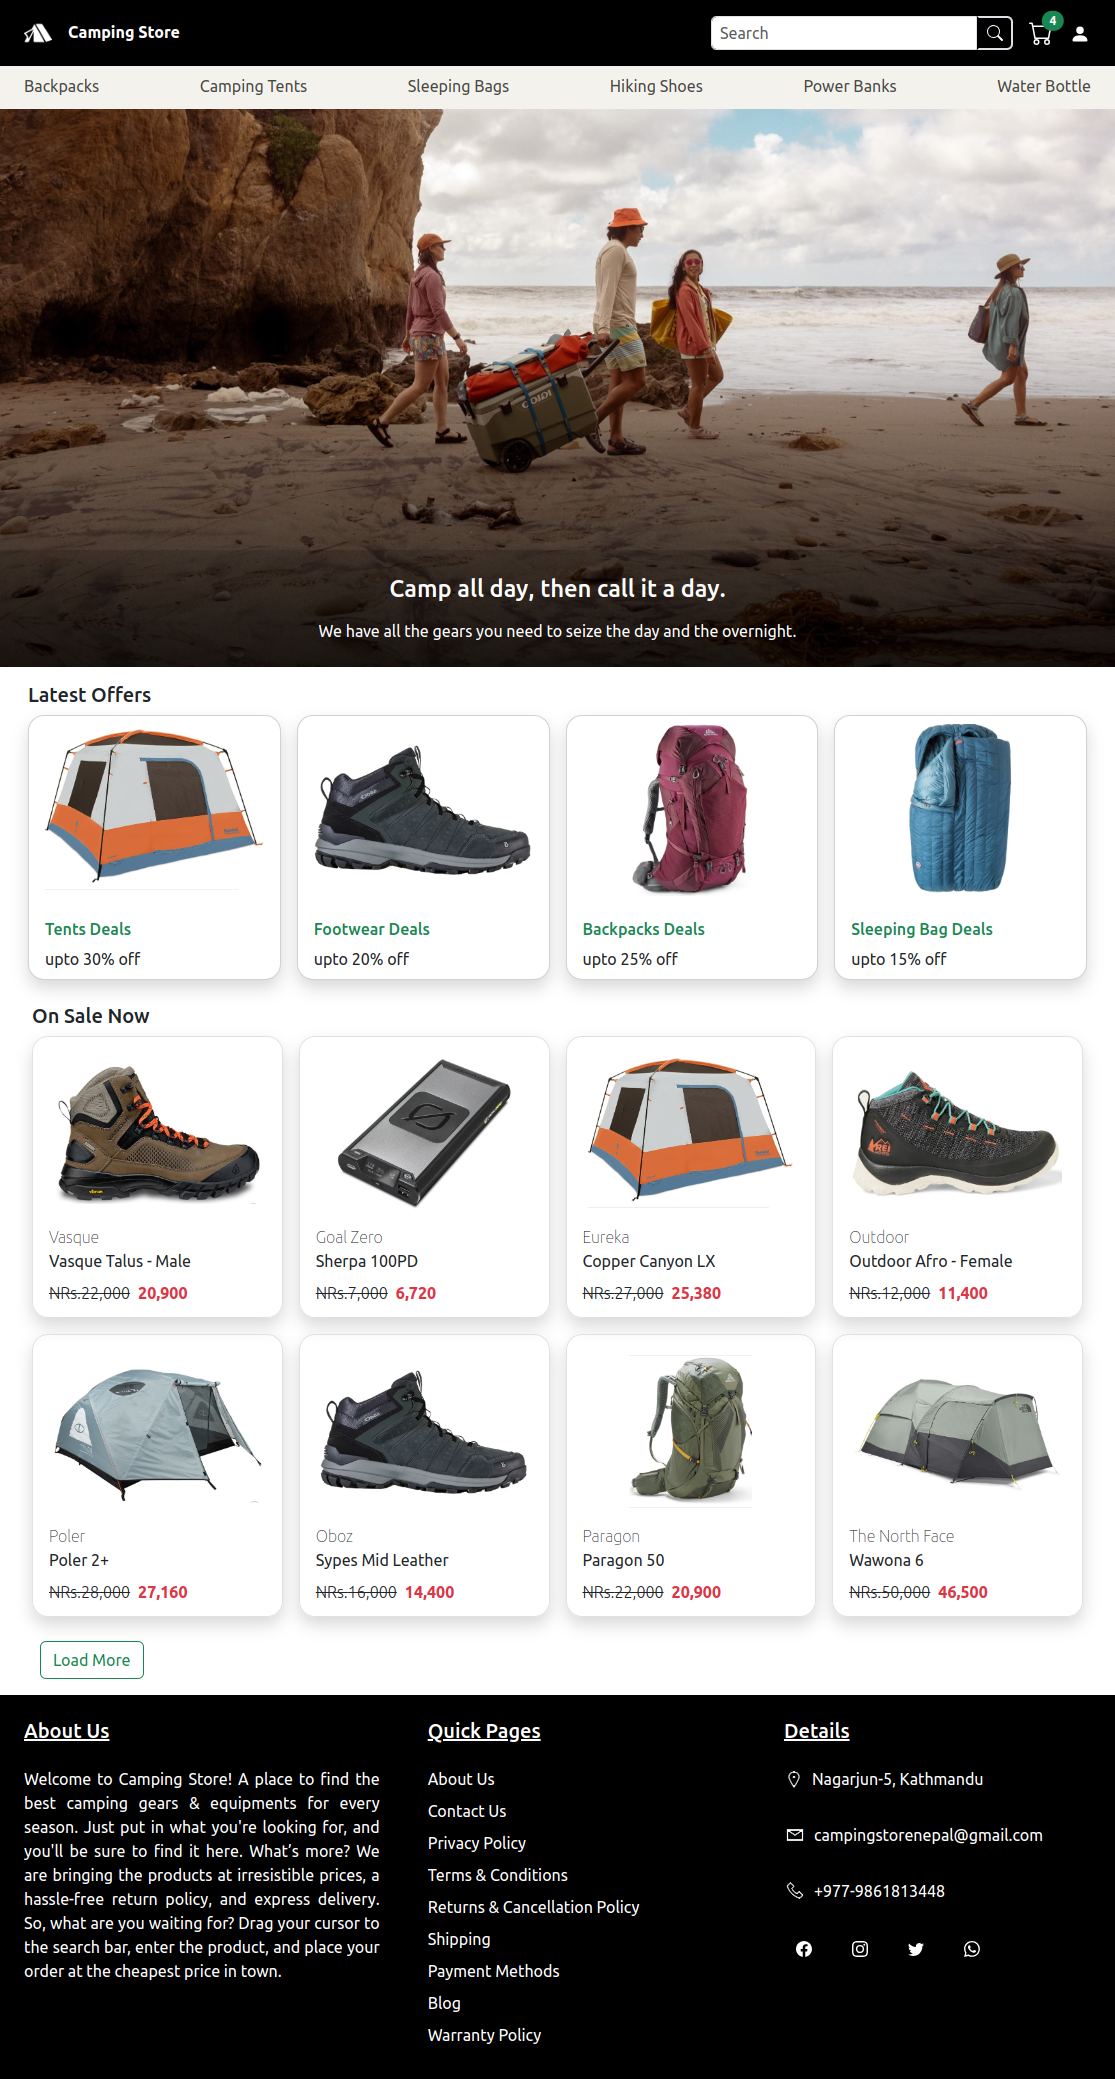 Camping Store
Search
4
Backpacks Camping Tents Sleeping Bags Hiking Shoes Power Banks Water Bottle
Camp all day, then call it a day.
We have all the gears you need to seize the day and the overnight.
Latest Offers
Tents Deals
upto 30% off
Footwear Deals
upto 20% off
Backpacks Deals
upto 25% off
Sleeping Bag Deals
upto 15% off
On Sale Now
Vasque
Vasque Talus - Male
NRs.22,000 20,900
Goal Zero
Sherpa 100PD
NRs.7,000 6,720
Eureka
Copper Canyon LX
NRs.27,000 25,380
REI
Outdoor
Outdoor Afro - Female
NRs.12,000 11,400
Poler
Poler 2+
NRs.28,000 27,160
Oboz
Sypes Mid Leather
NRs.16,000 14,400
Paragon
Paragon 50
NRs.22,000 20,900
The North Face
Wawona 6
NRs.50,000 46,500
Load More
About Us
Welcome to Camping Store! A place to find the
best camping gears & equipments for every
season. Just put in what you're looking for, and
you'll be sure to find it here. What’s more? We
are bringing the products at irresistible prices, a
hassle-free return policy, and express delivery.
So, what are you waiting for? Drag your cursor to
the search bar, enter the product, and place your
order at the cheapest price in town.
Quick Pages
About Us
Contact Us
Privacy Policy
Terms & Conditions
Returns & Cancellation Policy
Shipping
Payment Methods
Blog
Warranty Policy
Details
Nagarjun-5, Kathmandu
campingstorenepal@gmail.com
+977-9861813448